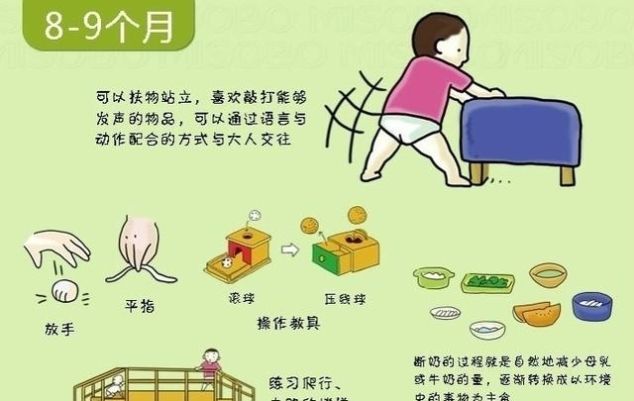 8-9个月
可以扶物站立，喜欢敲打能够
发声的物品，可以通过语言与
动作配合的方式与大人交往
放手
平指
滚球
压线球
操作教具
练习爬行、
断奶的过程就是自然地减少母乳
或牛奶的量，逐渐转换成以环境
中的事物为主食